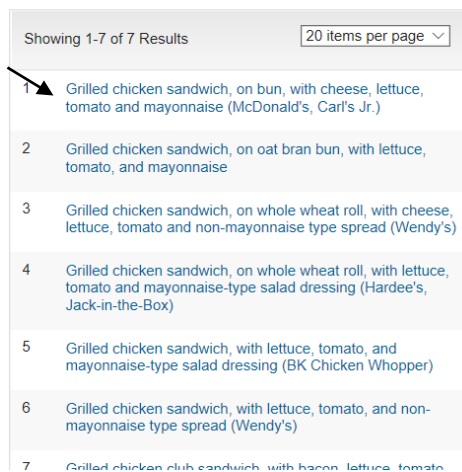 Showing 1-7 of 7 Results
20 items per page
1 Grilled chicken sandwich, on bun, with cheese, lettuce,
tomato and mayonnaise (McDonald's, Carl's Jr.)
2 Grilled chicken sandwich, on oat bran bun, with lettuce,
tomato, and mayonnaise
3 Grilled chicken sandwich, on whole wheat roll, with cheese,
lettuce, tomato and non-mayonnaise type spread (Wendy's)
4 Grilled chicken sandwich, on whole wheat roll, with lettuce,
tomato and mayonnaise-type salad dressing (Hardee's,
Jack-in-the-Box)
5 Grilled chicken sandwich, with lettuce, tomato, and
mayonnaise-type salad dressing (BK Chicken Whopper)
6 Grilled chicken sandwich, with lettuce, tomato, and non-
mayonnaise type spread (Wendy's)
7 Grilled chicken club sandwich, with bacon, lettuce, tomato